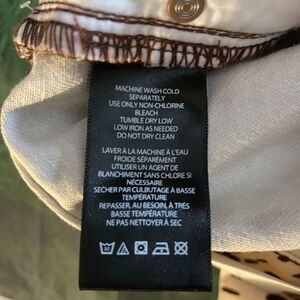 MACHINE WASH COLD
SEPARATELY
USE ONLY NON-CHLORINE
BLEACH
TUMBLE DRY LOW
LOW IRON AS NEEDED
DO NOT DRY CLEAN
LAVER À LA MACHINE À L'EAU
FROIDE SÉPARÉMENT
UTILISER UN AGENT DE
BLANCHIMENT SANS CHLORE SI
NÉCESSAIRE
SÉCHER PAR CULBUTAGE À BASSE
TEMPÉRATURE
REPASSER, AU BESOIN, À TRÈS
BASSE TEMPÉRATURE
NE PAS NETTOYER À SEC